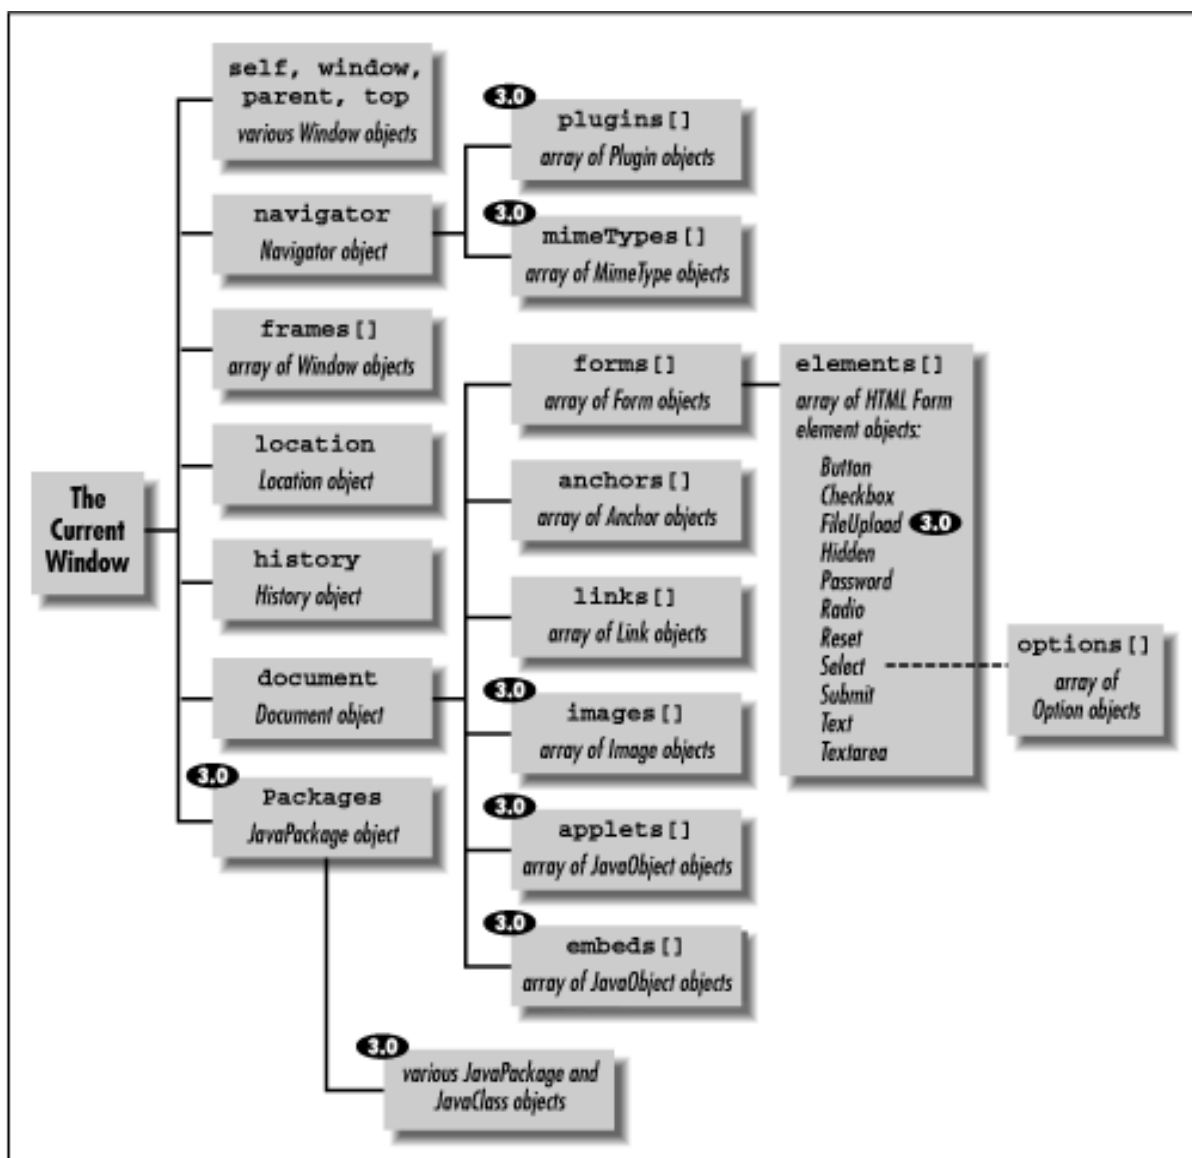 self, window,
parent, top
various Window objects
3.0
plugins[]
array of Plugin objects
navigator
Navigator object
3.0
mimeTypes[]
array of MimeType objects
frames[]
array of Window objects
forms[]
array of Form objects
elements[]
array of HTML Form
element objects:
Button
Checkbox
FileUpload 3.0
Hidden
Password
Radio
Reset
Select
Submit
Text
Textarea
options[]
array of
Option objects
location
Location object
anchors[]
array of Anchor objects
The
Current
Window
history
History object
links[]
array of Link objects
document
Document object
3.0
images[]
array of Image objects
3.0
Packages
JavaPackage object
3.0
applets[]
array of JavaObject objects
3.0
embeds[]
array of JavaObject objects
3.0
various JavaPackage and
JavaClass objects